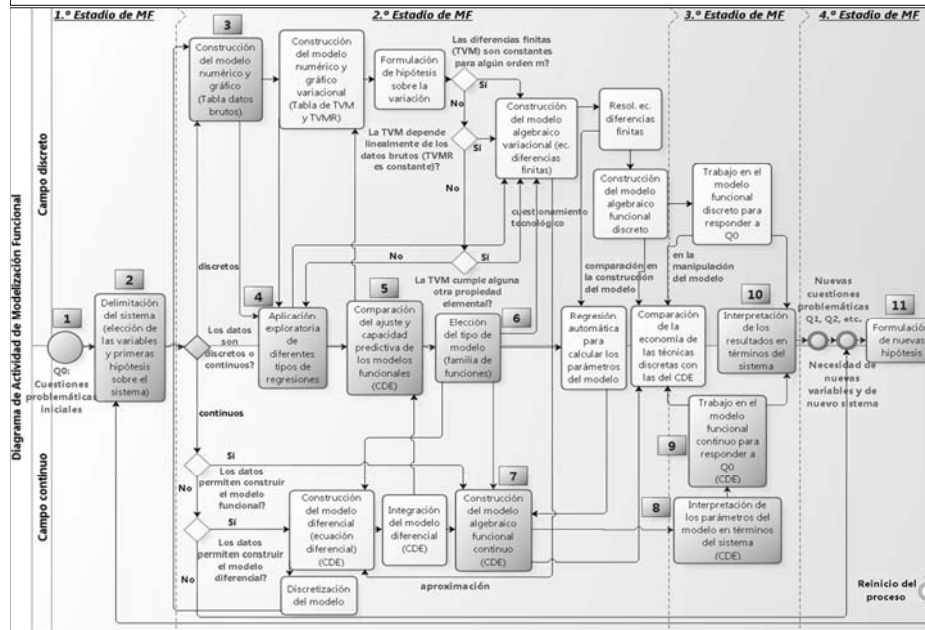 1.º Estadio de MF
2.º Estadio de MF
3.º Estadio de MF
4.º Estadio de MF
Diagrama de Actividad de Modelización Funcional
Campo discreto
Campo continuo
1
Q0:
Cuestiones
problemáticas
iniciales
2
Delimitación
del sistema
(elección de
las variables
y primeras
hipótesis
sobre el
sistema)
3
Construcción
del modelo
numérico y
gráfico
(Tabla datos
brutos)
Construcción
del modelo
numérico y
gráfico
variacional
(Tabla de TVM
y TVMR)
Formulación
de hipótesis
sobre la
variación
Las diferencias finitas
(TVM) son constantes
para algún orden m?
Sí
No
La TVM depende
linealmente de los
datos brutos (TVMR
es constante)?
Sí
No
Construcción
del modelo
algebraico
variacional (ec.
diferencias
finitas)
Resol. ec.
diferencias
finitas
Construcción
del modelo
algebraico
funcional
discreto
Trabajo en el
modelo
funcional
discreto para
responder a
Q0
cuestionamiento
tecnológico
No
Sí
La TVM cumple alguna
otra propiedad
elemental?
discretos
comparación en
la construcción
del modelo
en la
manipulación
del modelo
Los datos
son
discretos o
continuos?
4
Aplicación
exploratoria
de
diferentes
tipos de
regresiones
5
Comparación
del ajuste y
capacidad
predictiva de
los modelos
funcionales
(CDE)
6
Elección
del tipo de
modelo
(familia de
funciones)
Regresión
automática
para
calcular los
parámetros
del modelo
Comparación
de la
economía de
las técnicas
discretas con
las del CDE
10
Interpretación
de los
resultados en
términos del
sistema
Nuevas
cuestiones
problemáticas
Q1, Q2, etc.
Necesidad de
nuevas
variables y de
nuevo sistema
11
Formulación
de nuevas
hipótesis
continuos
Sí
Los datos
permiten construir
el modelo
funcional?
No
Sí
Los datos
permiten construir
el modelo
diferencial?
No
Construcción
del modelo
diferencial
(ecuación
diferencial)
(CDE)
Integración
del modelo
diferencial
(CDE)
7
Construcción
del modelo
algebraico
funcional
continuo
(CDE)
8
Interpretación
de los
parámetros del
modelo en términos
del sistema
(CDE)
9
Trabajo en el
modelo
funcional
continuo para
responder a
Q0
(CDE)
Discretización
del modelo
aproximación
Reinicio del
proceso